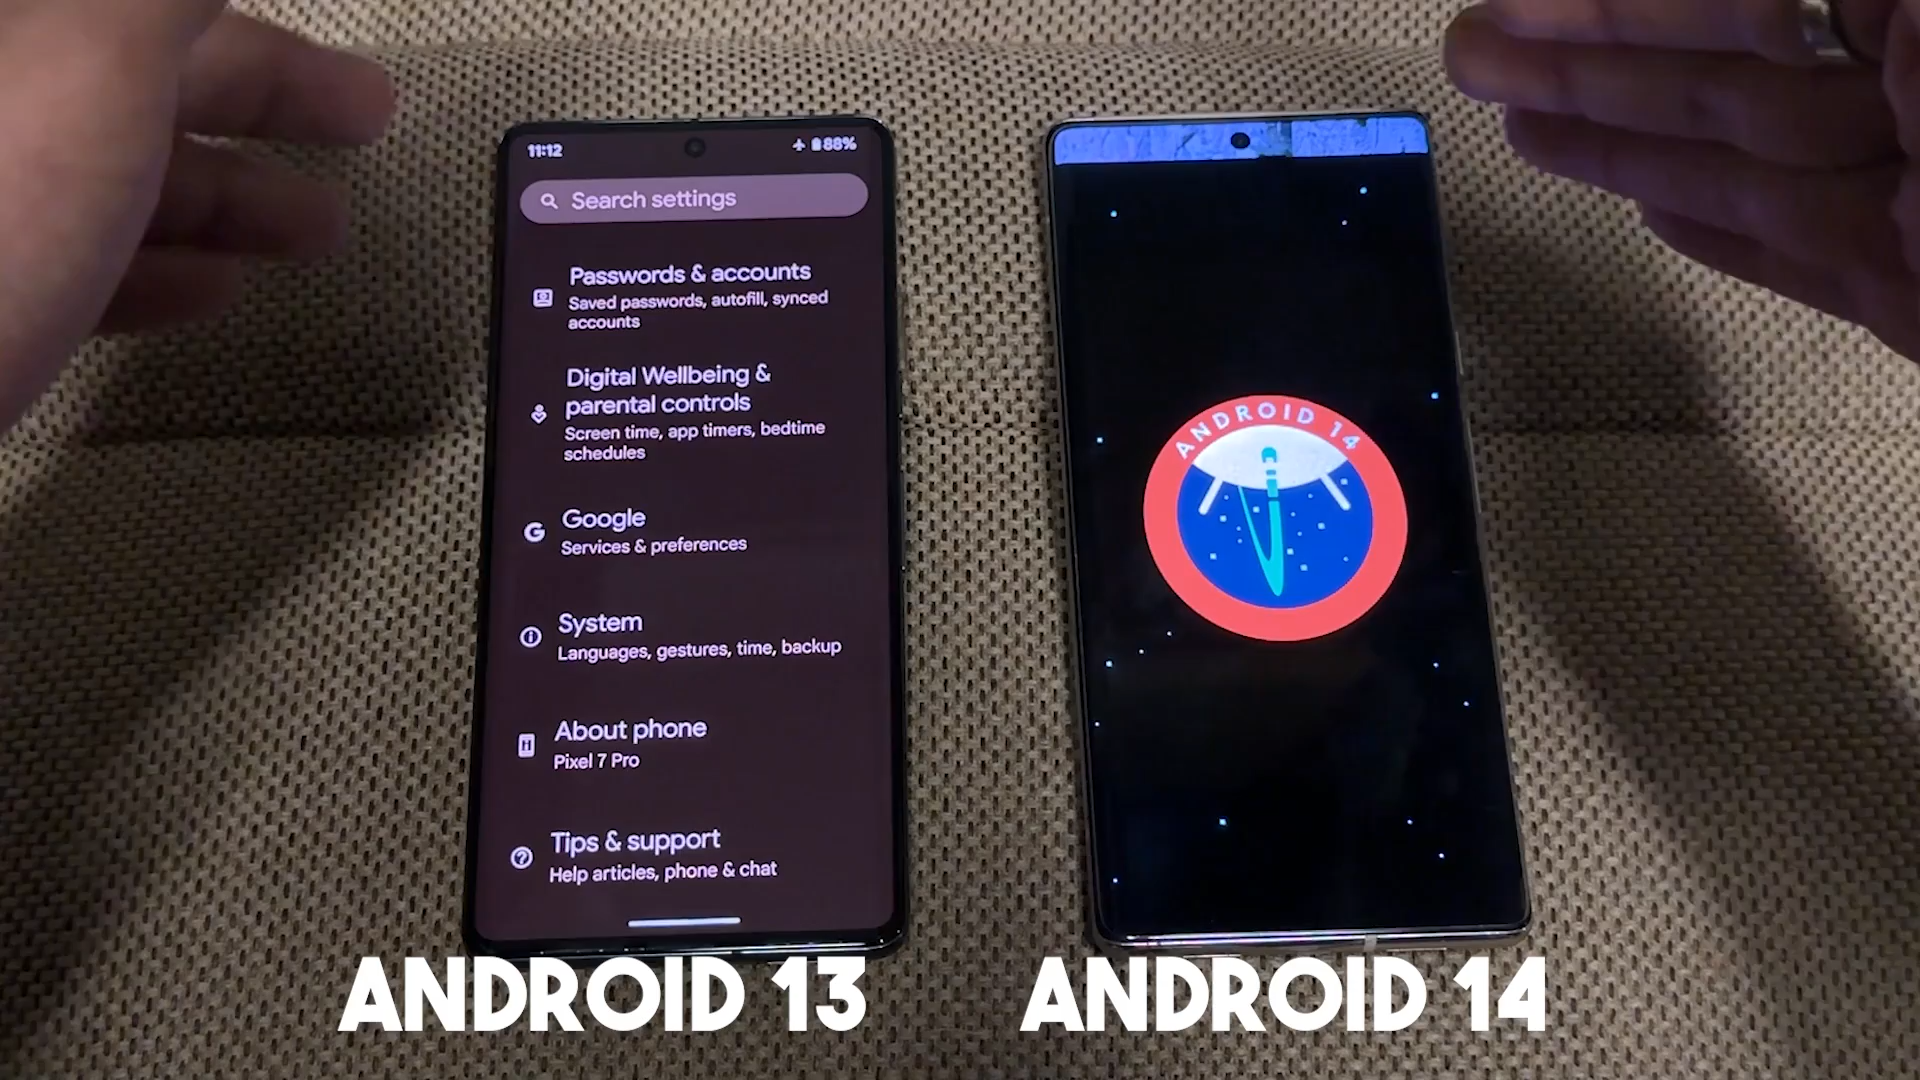 11:12
88%
Search settings
Passwords & accounts
Saved passwords, autofill, synced
accounts
Digital Wellbeing &
parental controls
Screen time, app timers, bedtime
schedules
Google
Services & preferences
System
Languages, gestures, time, backup
About phone
Pixel 7 Pro
Tips & support
Help articles, phone & chat
ANDROID 14
ANDROID 13
ANDROID 14